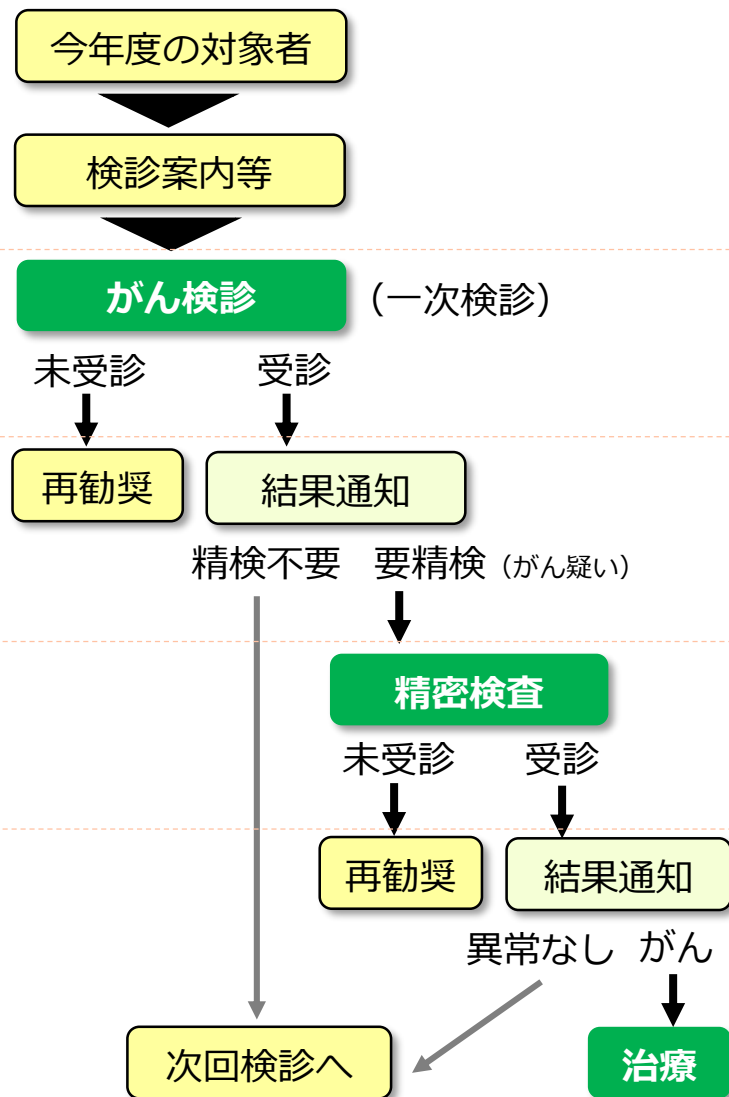 今年度の対象者
検診案内等
がん検診 (一次検診)
未受診 受診
再勧奨 結果通知
精検不要 要精検 (がん疑い)
精密検査
未受診 受診
再勧奨 結果通知
異常なし がん
次回検診へ 治療